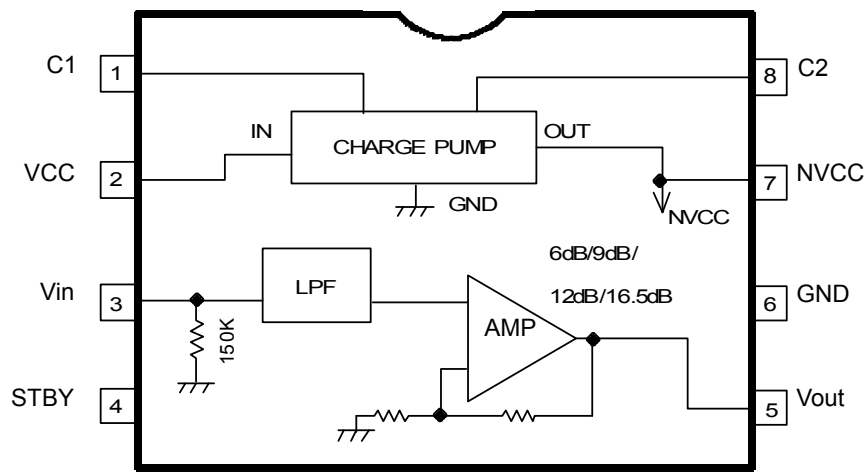 C1
1
8
C2
IN
CHARGE PUMP
OUT
VCC
2
7
NVCC
GND
NVCC
6dB/9dB/
12dB/16.5dB
Vin
3
LPF
AMP
6
GND
150K
STBY
4
5
Vout